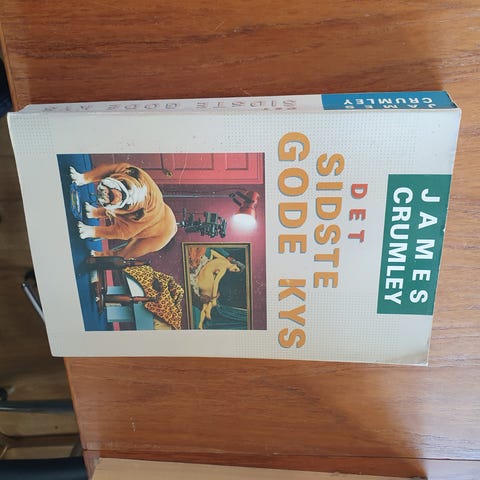 JAMES
CRUMLEY
DET
SIDSTE
GODE KYS
JAMES
CRUMLEY
DET
SIDSTE GODE KYS